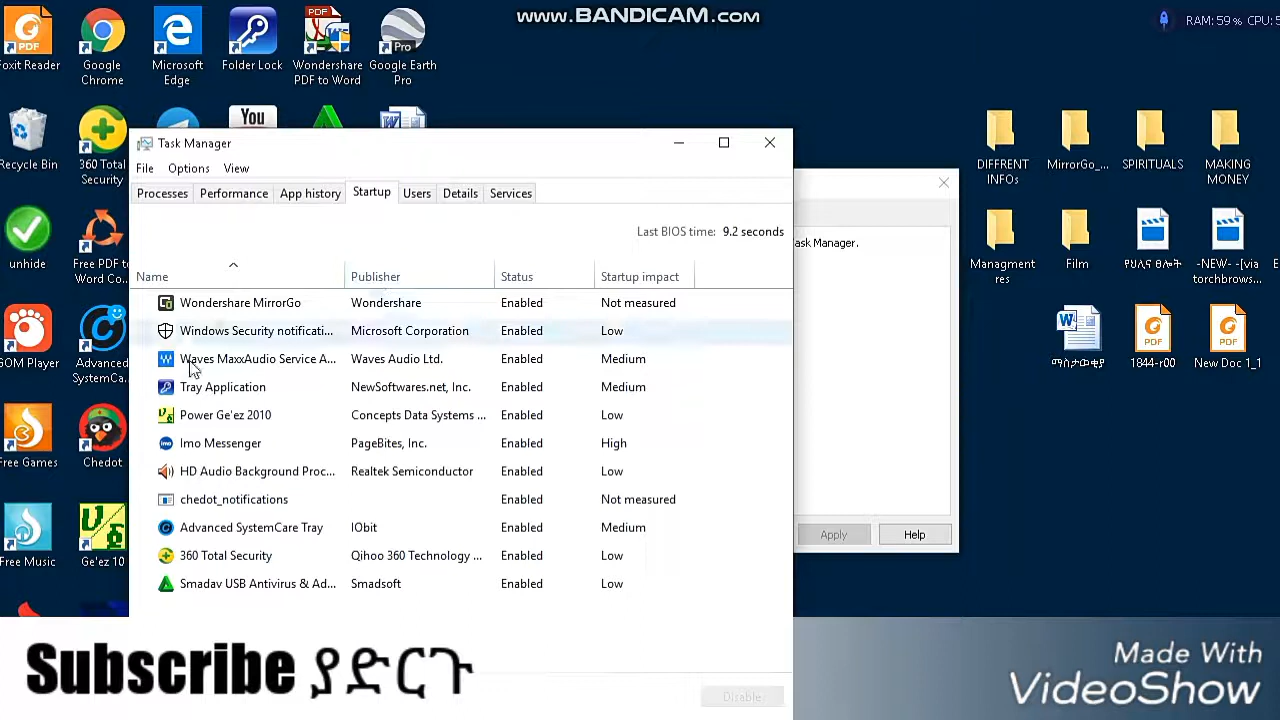 www.BANDICAM.com
RAM: 59% CPU: 5
Foxit Reader
Google Chrome
Microsoft Edge
Folder Lock
Wondershare PDF to Word
Google Earth Pro
Recycle Bin
360 Total Security
You
DIFFRENT INFOs
MirrorGo_...
SPIRITUALS
MAKING MONEY
unhide
Free PDF to Word Co...
Managment res
Film
የህሊና ፀሎት
-NEW- -[via torchbrows...
GOM Player
Advanced SystemCa...
ማስታወቂያ
1844-r00
New Doc 1_1
Free Games
Chedot
Free Music
Ge'ez 10
Task Manager
File Options View
Processes Performance App history Startup Users Details Services
Last BIOS time: 9.2 seconds
Name Publisher Status Startup impact
Wondershare MirrorGo Wondershare Enabled Not measured
Windows Security notificati... Microsoft Corporation Enabled Low
Waves MaxxAudio Service A... Waves Audio Ltd. Enabled Medium
Tray Application NewSoftwares.net, Inc. Enabled Medium
Power Ge'ez 2010 Concepts Data Systems ... Enabled Low
Imo Messenger PageBites, Inc. Enabled High
HD Audio Background Proc... Realtek Semiconductor Enabled Low
chedot_notifications Enabled Not measured
Advanced SystemCare Tray IObit Enabled Medium
360 Total Security Qihoo 360 Technology ... Enabled Low
Smadav USB Antivirus & Ad... Smadsoft Enabled Low
Disable
ask Manager.
Apply Help
Subscribe ያድርጉ
Made With
VideoShow